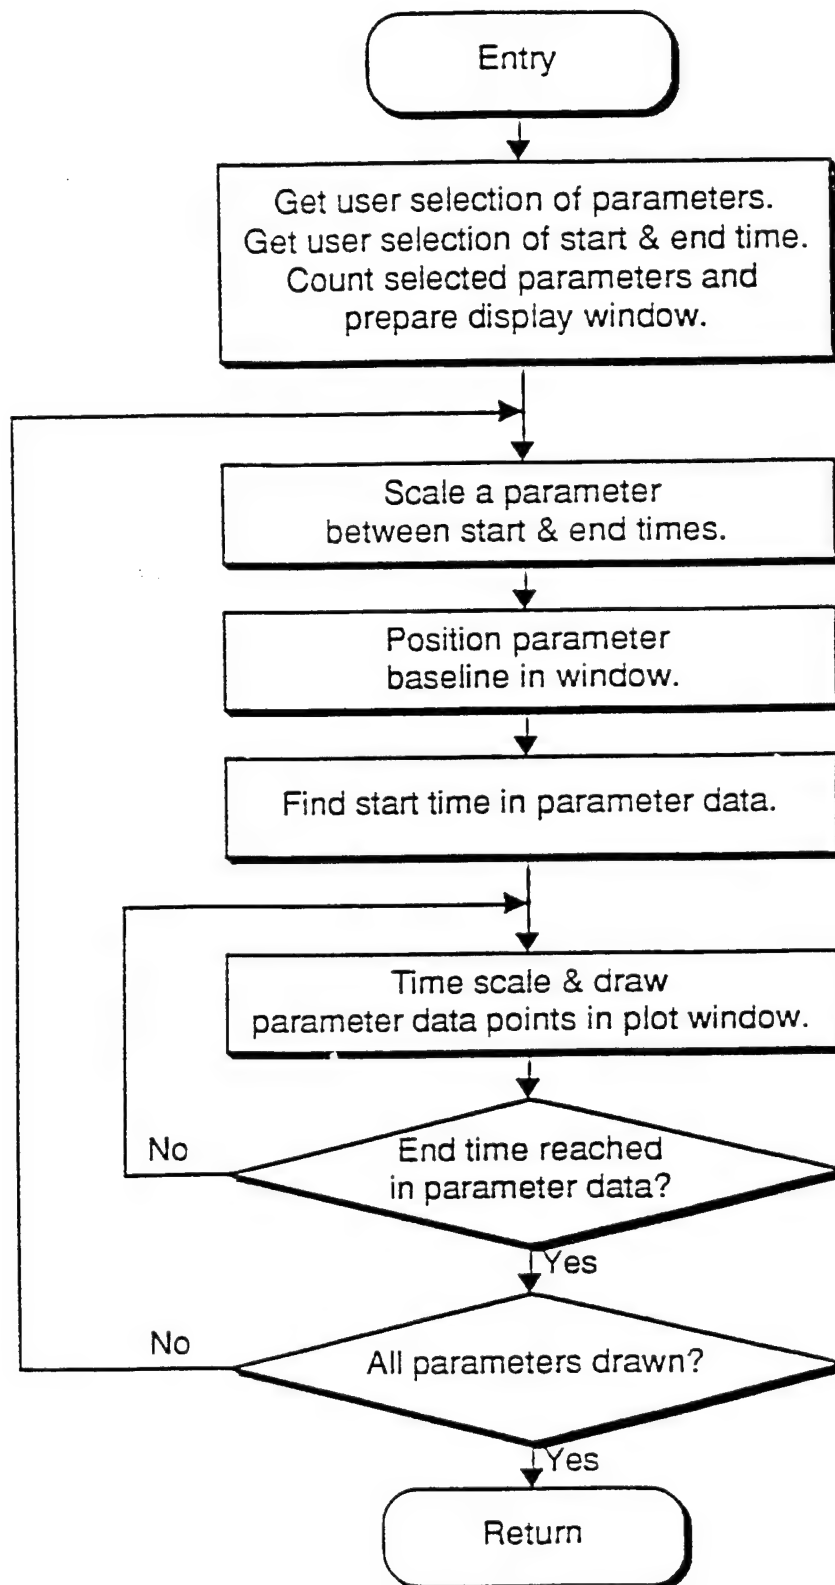 Entry
Get user selection of parameters.
Get user selection of start & end time.
Count selected parameters and
prepare display window.
Scale a parameter
between start & end times.
Position parameter
baseline in window.
Find start time in parameter data.
Time scale & draw
parameter data points in plot window.
No
End time reached
in parameter data?
Yes
No
All parameters drawn?
Yes
Return